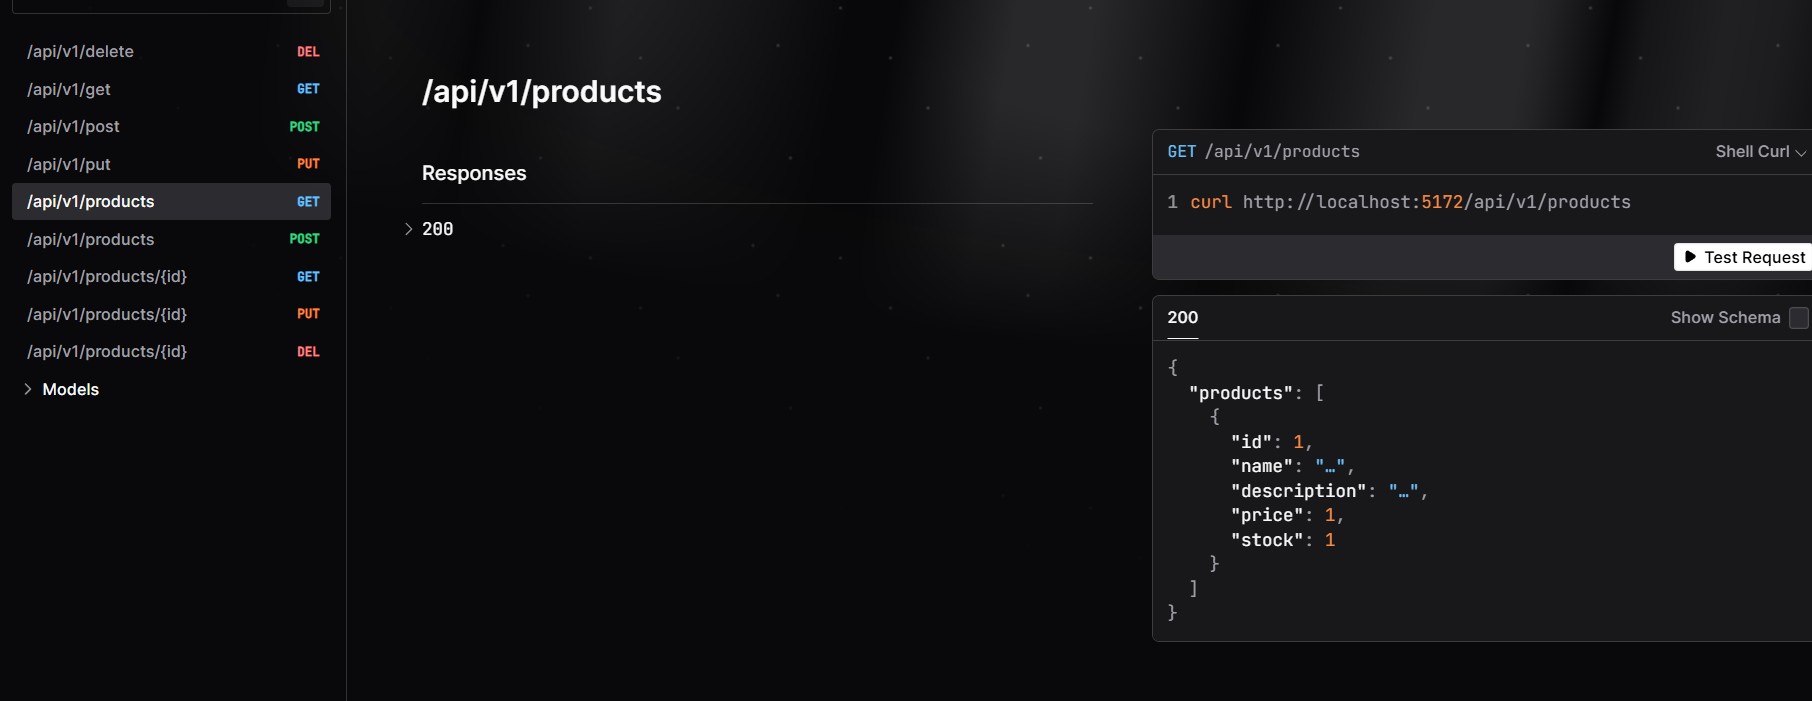 /api/v1/delete DEL
/api/v1/get GET
/api/v1/post POST
/api/v1/put PUT
/api/v1/products GET
/api/v1/products POST
/api/v1/products/{id} GET
/api/v1/products/{id} PUT
/api/v1/products/{id} DEL
Models
/api/v1/products
Responses
200
GET /api/v1/products Shell Curl
1 curl http://localhost:5172/api/v1/products
Test Request
200 Show Schema
{
"products": [
{
"id": 1,
"name": "…",
"description": "…",
"price": 1,
"stock": 1
}
]
}